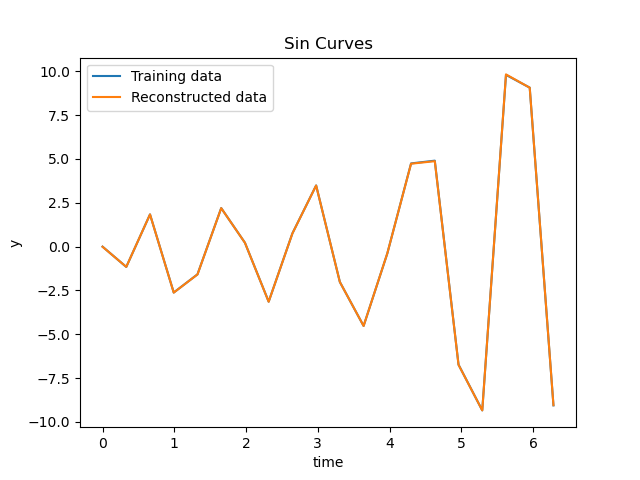 Sin Curves
Training data
Reconstructed data
10.0
7.5
5.0
2.5
0.0
−2.5
−5.0
−7.5
−10.0
y
0 1 2 3 4 5 6
time